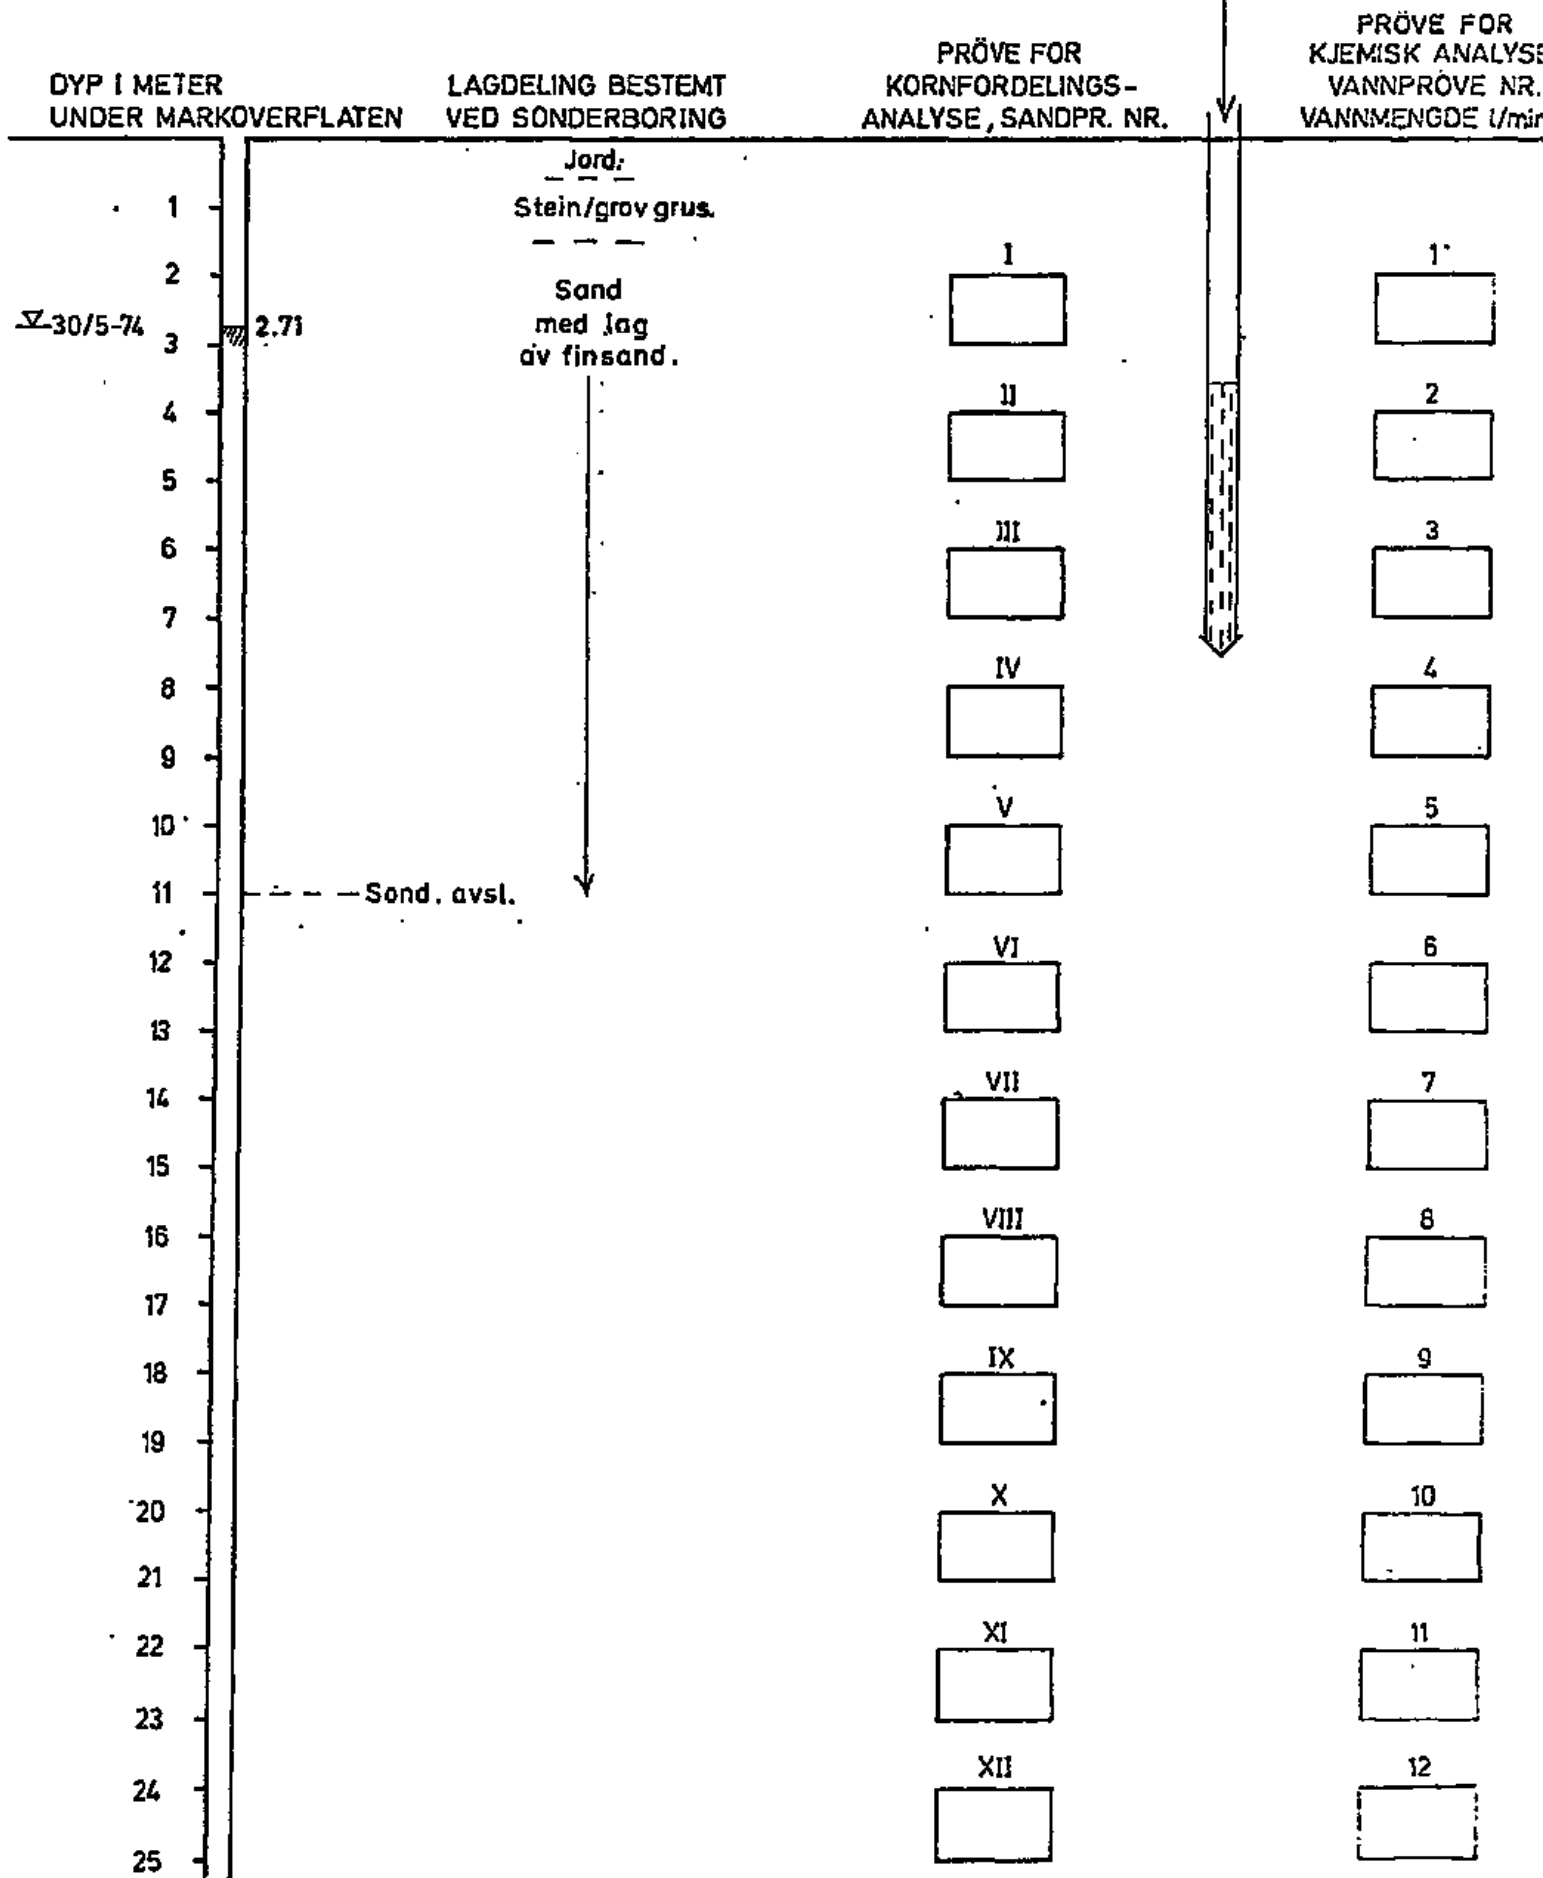 DYP I METER
UNDER MARKOVERFLATEN
LAGDELING BESTEMT
VED SONDERBORING
PRÖVE FOR
KORNFORDELINGS-
ANALYSE, SANDPR. NR.
PRÖVE FOR
KJEMISK ANALYSE
VANNPRÖVE NR.
VANNMENGDE l/min
Jord.
1 Stein/grov grus.
I 1
2 Sand
30/5-74 2.71 med lag
3 av finsand.
II 2
4
5
III 3
6
7
IV 4
8
9
V 5
10
11 Sond. avsl.
VI 6
12
13
VII 7
14
15
VIII 8
16
17
IX 9
18
19
X 10
20
21
XI 11
22
23
XII 12
24
25